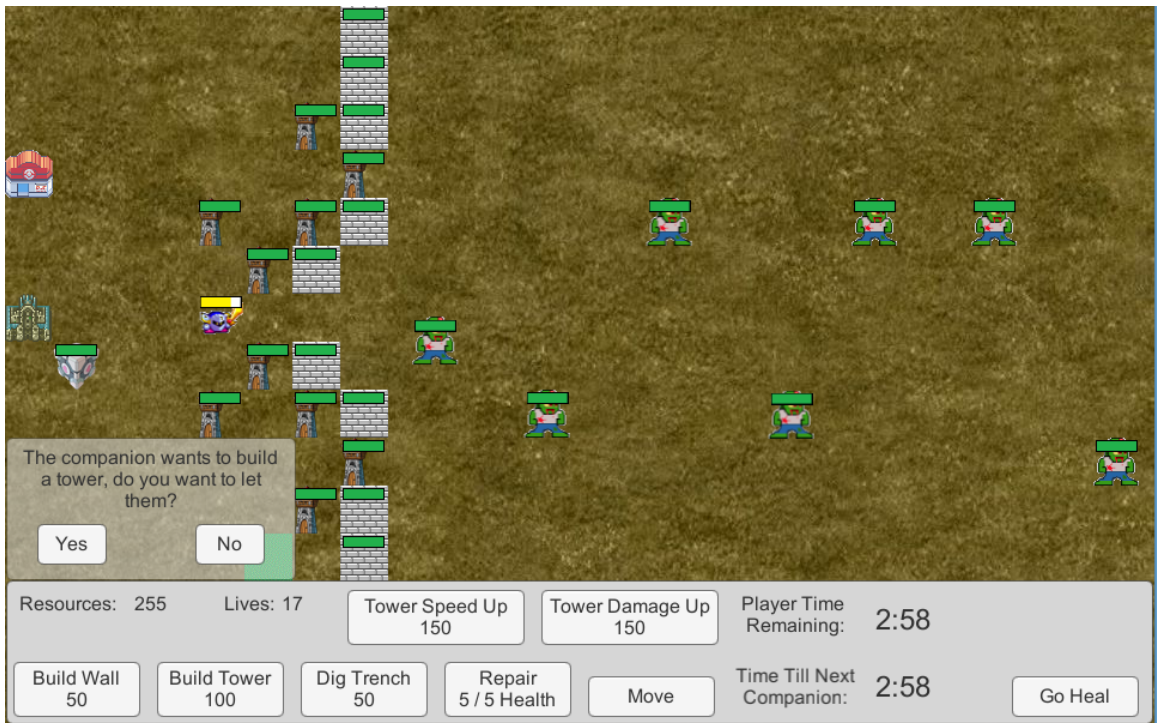 The companion wants to build
a tower, do you want to let
them?
Yes
No
Resources: 255
Lives: 17
Tower Speed Up
150
Tower Damage Up
150
Player Time
Remaining:
2:58
Build Wall
50
Build Tower
100
Dig Trench
50
Repair
5 / 5 Health
Move
Time Till Next
Companion:
2:58
Go Heal